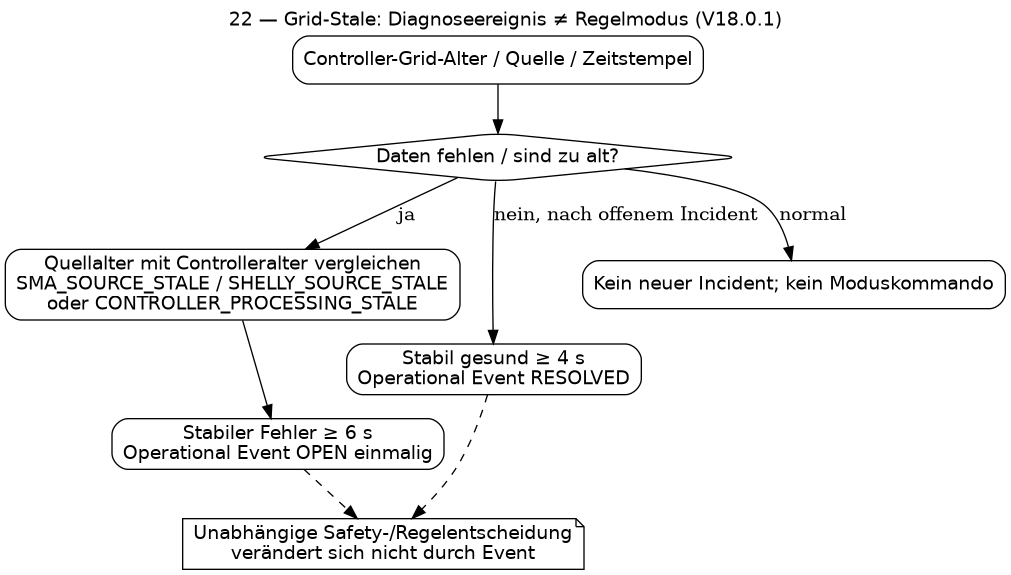 22 — Grid-Stale: Diagnoseereignis ≠ Regelmodus (V18.0.1)
Controller-Grid-Alter / Quelle / Zeitstempel
Daten fehlen / sind zu alt?
ja
nein, nach offenem Incident
normal
Quellalter mit Controlleralter vergleichen
SMA_SOURCE_STALE / SHELLY_SOURCE_STALE
oder CONTROLLER_PROCESSING_STALE
Kein neuer Incident; kein Moduskommando
Stabil gesund ≥ 4 s
Operational Event RESOLVED
Stabiler Fehler ≥ 6 s
Operational Event OPEN einmalig
Unabhängige Safety-/Regelentscheidung
verändert sich nicht durch Event